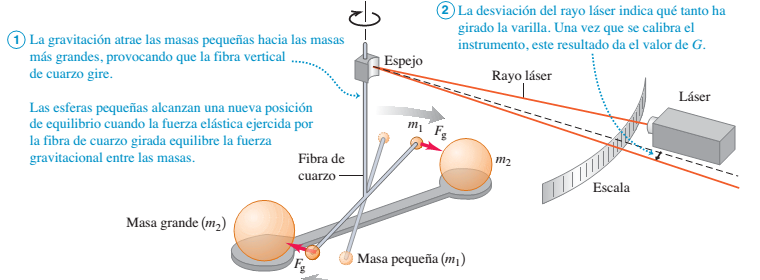 1 La gravitación atrae las masas pequeñas hacia las masas
más grandes, provocando que la fibra vertical
de cuarzo gire.
Las esferas pequeñas alcanzan una nueva posición
de equilibrio cuando la fuerza elástica ejercida por
la fibra de cuarzo girada equilibre la fuerza
gravitacional entre las masas.
2 La desviación del rayo láser indica qué tanto ha
girado la varilla. Una vez que se calibra el
instrumento, este resultado da el valor de G.
Espejo
Rayo láser
Láser
m₁
Fg
m₂
Fibra de
cuarzo
Escala
Masa grande (m₂)
Fg
Masa pequeña (m₁)